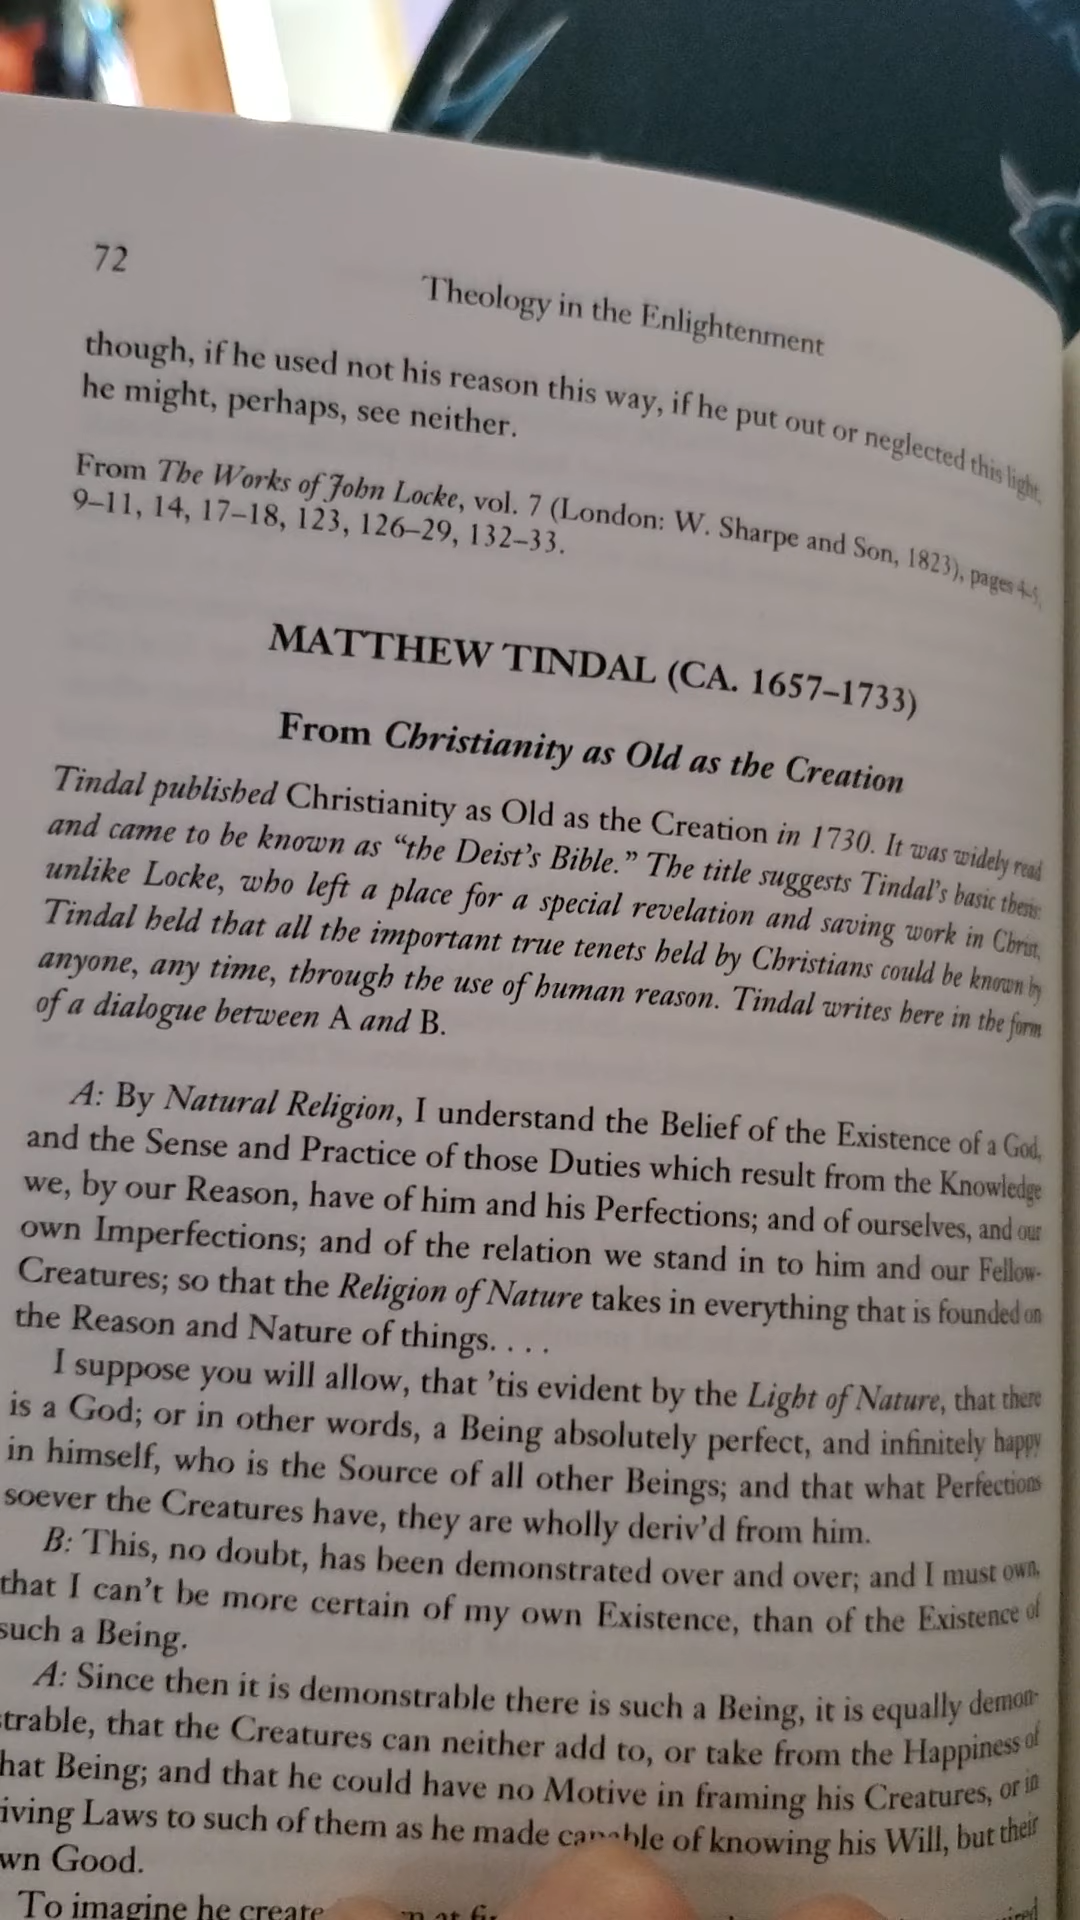 72
Theology in the Enlightenment
though, if he used not his reason this way, if he put out or neglected this light,
he might, perhaps, see neither.
From The Works of John Locke, vol. 7 (London: W. Sharpe and Son, 1823), pages 4–5,
9–11, 14, 17–18, 123, 126–29, 132–33.
MATTHEW TINDAL (CA. 1657–1733)
From Christianity as Old as the Creation
Tindal published Christianity as Old as the Creation in 1730. It was widely read
and came to be known as “the Deist’s Bible.” The title suggests Tindal’s basic thesis:
unlike Locke, who left a place for a special revelation and saving work in Christ,
Tindal held that all the important true tenets held by Christians could be known by
anyone, any time, through the use of human reason. Tindal writes here in the form
of a dialogue between A and B.
A: By Natural Religion, I understand the Belief of the Existence of a God,
and the Sense and Practice of those Duties which result from the Knowledge
we, by our Reason, have of him and his Perfections; and of ourselves, and our
own Imperfections; and of the relation we stand in to him and our Fellow-
Creatures; so that the Religion of Nature takes in everything that is founded on
the Reason and Nature of things. . . .
I suppose you will allow, that ’tis evident by the Light of Nature, that there
is a God; or in other words, a Being absolutely perfect, and infinitely happy
in himself, who is the Source of all other Beings; and that what Perfections
soever the Creatures have, they are wholly deriv’d from him.
B: This, no doubt, has been demonstrated over and over; and I must own,
that I can’t be more certain of my own Existence, than of the Existence of
such a Being.
A: Since then it is demonstrable there is such a Being, it is equally demon-
strable, that the Creatures can neither add to, or take from the Happiness of
hat Being; and that he could have no Motive in framing his Creatures, or in
iving Laws to such of them as he made capable of knowing his Will, but their
wn Good.
To imagine he create